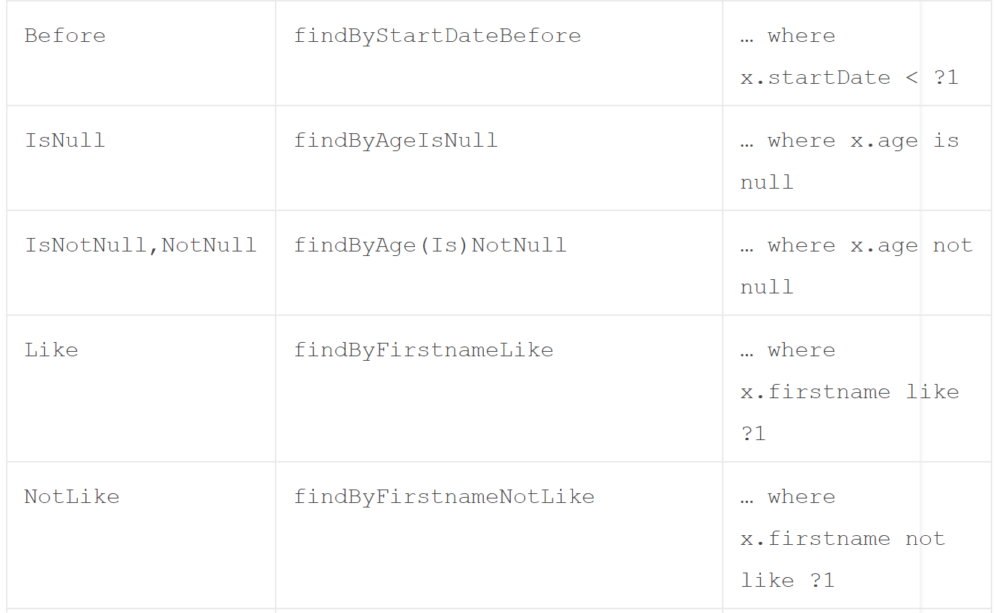 Before findByStartDateBefore … where
x.startDate < ?1
IsNull findByAgeIsNull … where x.age is
null
IsNotNull,NotNull findByAge(Is)NotNull … where x.age not
null
Like findByFirstnameLike … where
x.firstname like
?1
NotLike findByFirstnameNotLike … where
x.firstname not
like ?1